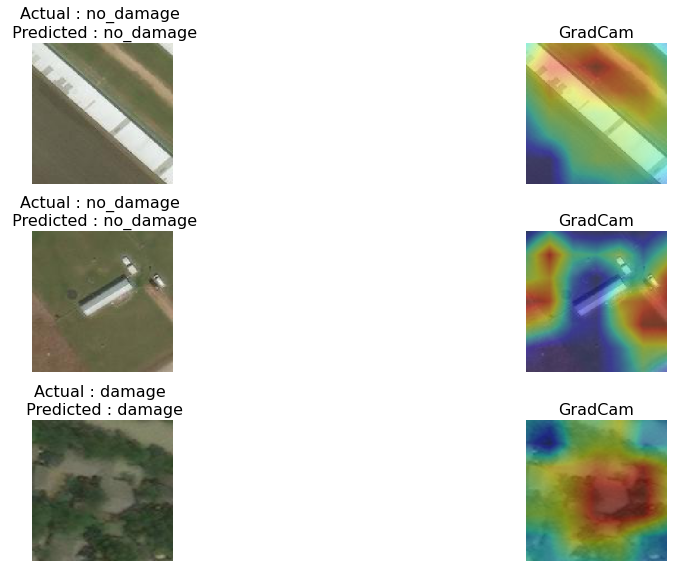 Actual : no_damage
Predicted : no_damage
GradCam
Actual : no_damage
Predicted : no_damage
GradCam
Actual : damage
Predicted : damage
GradCam